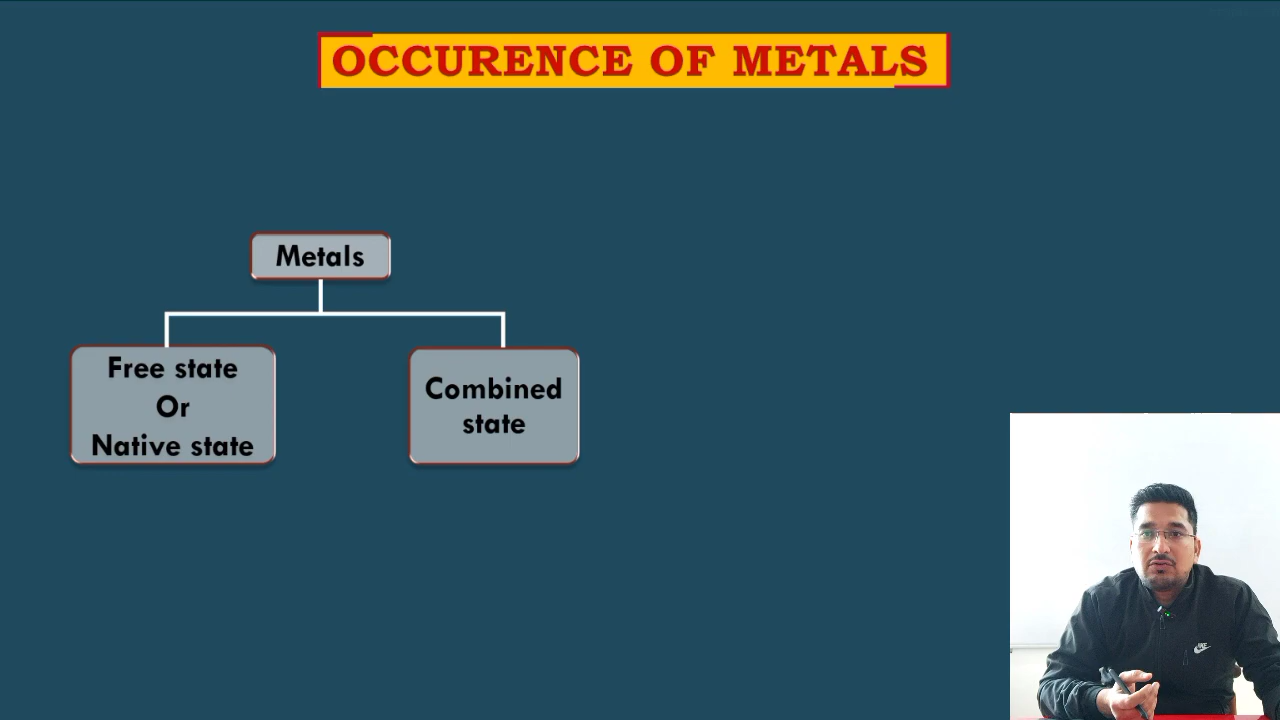 OCCURENCE OF METALS
Metals
Free state
Or
Native state
Combined
state